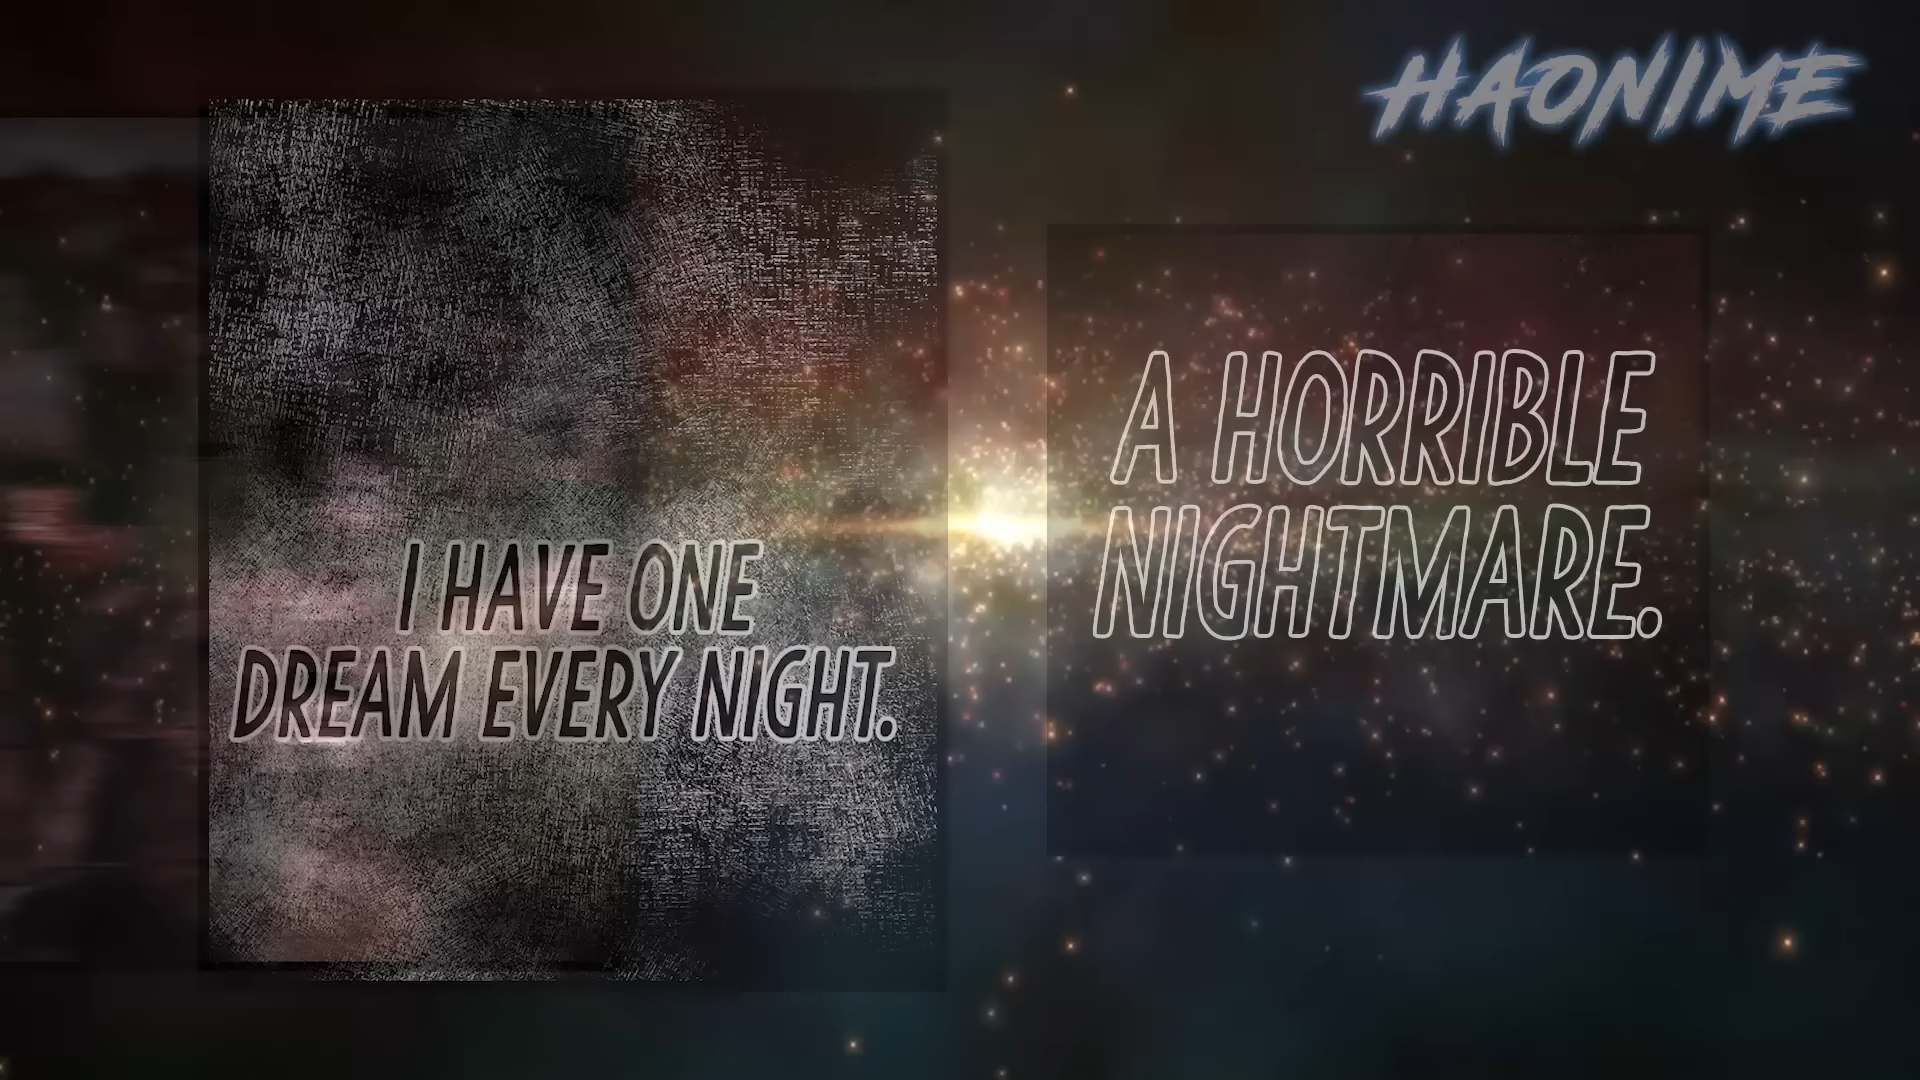 HAONIME
I HAVE ONE
DREAM EVERY NIGHT.
A HORRIBLE
NIGHTMARE.